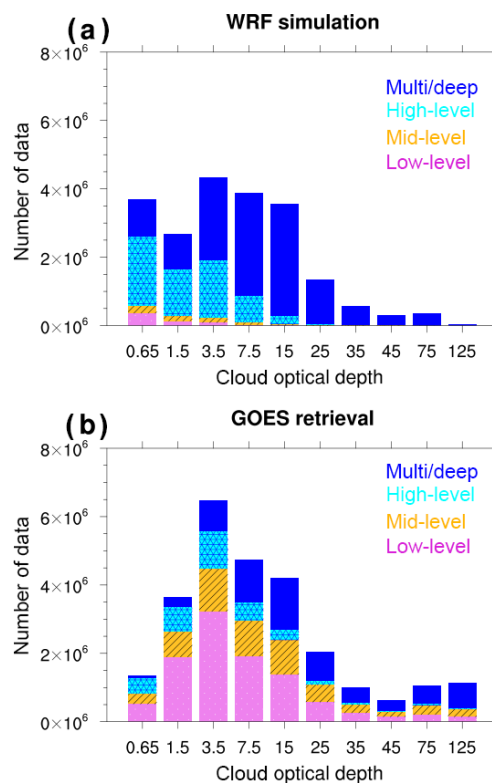 (a) WRF simulation
8×10⁶
Multi/deep
High-level
6×10⁶
Mid-level
Low-level
Number of data
4×10⁶
2×10⁶
0×10⁶
0.65 1.5 3.5 7.5 15 25 35 45 75 125
Cloud optical depth
(b) GOES retrieval
8×10⁶
Multi/deep
High-level
6×10⁶
Mid-level
Low-level
Number of data
4×10⁶
2×10⁶
0×10⁶
0.65 1.5 3.5 7.5 15 25 35 45 75 125
Cloud optical depth